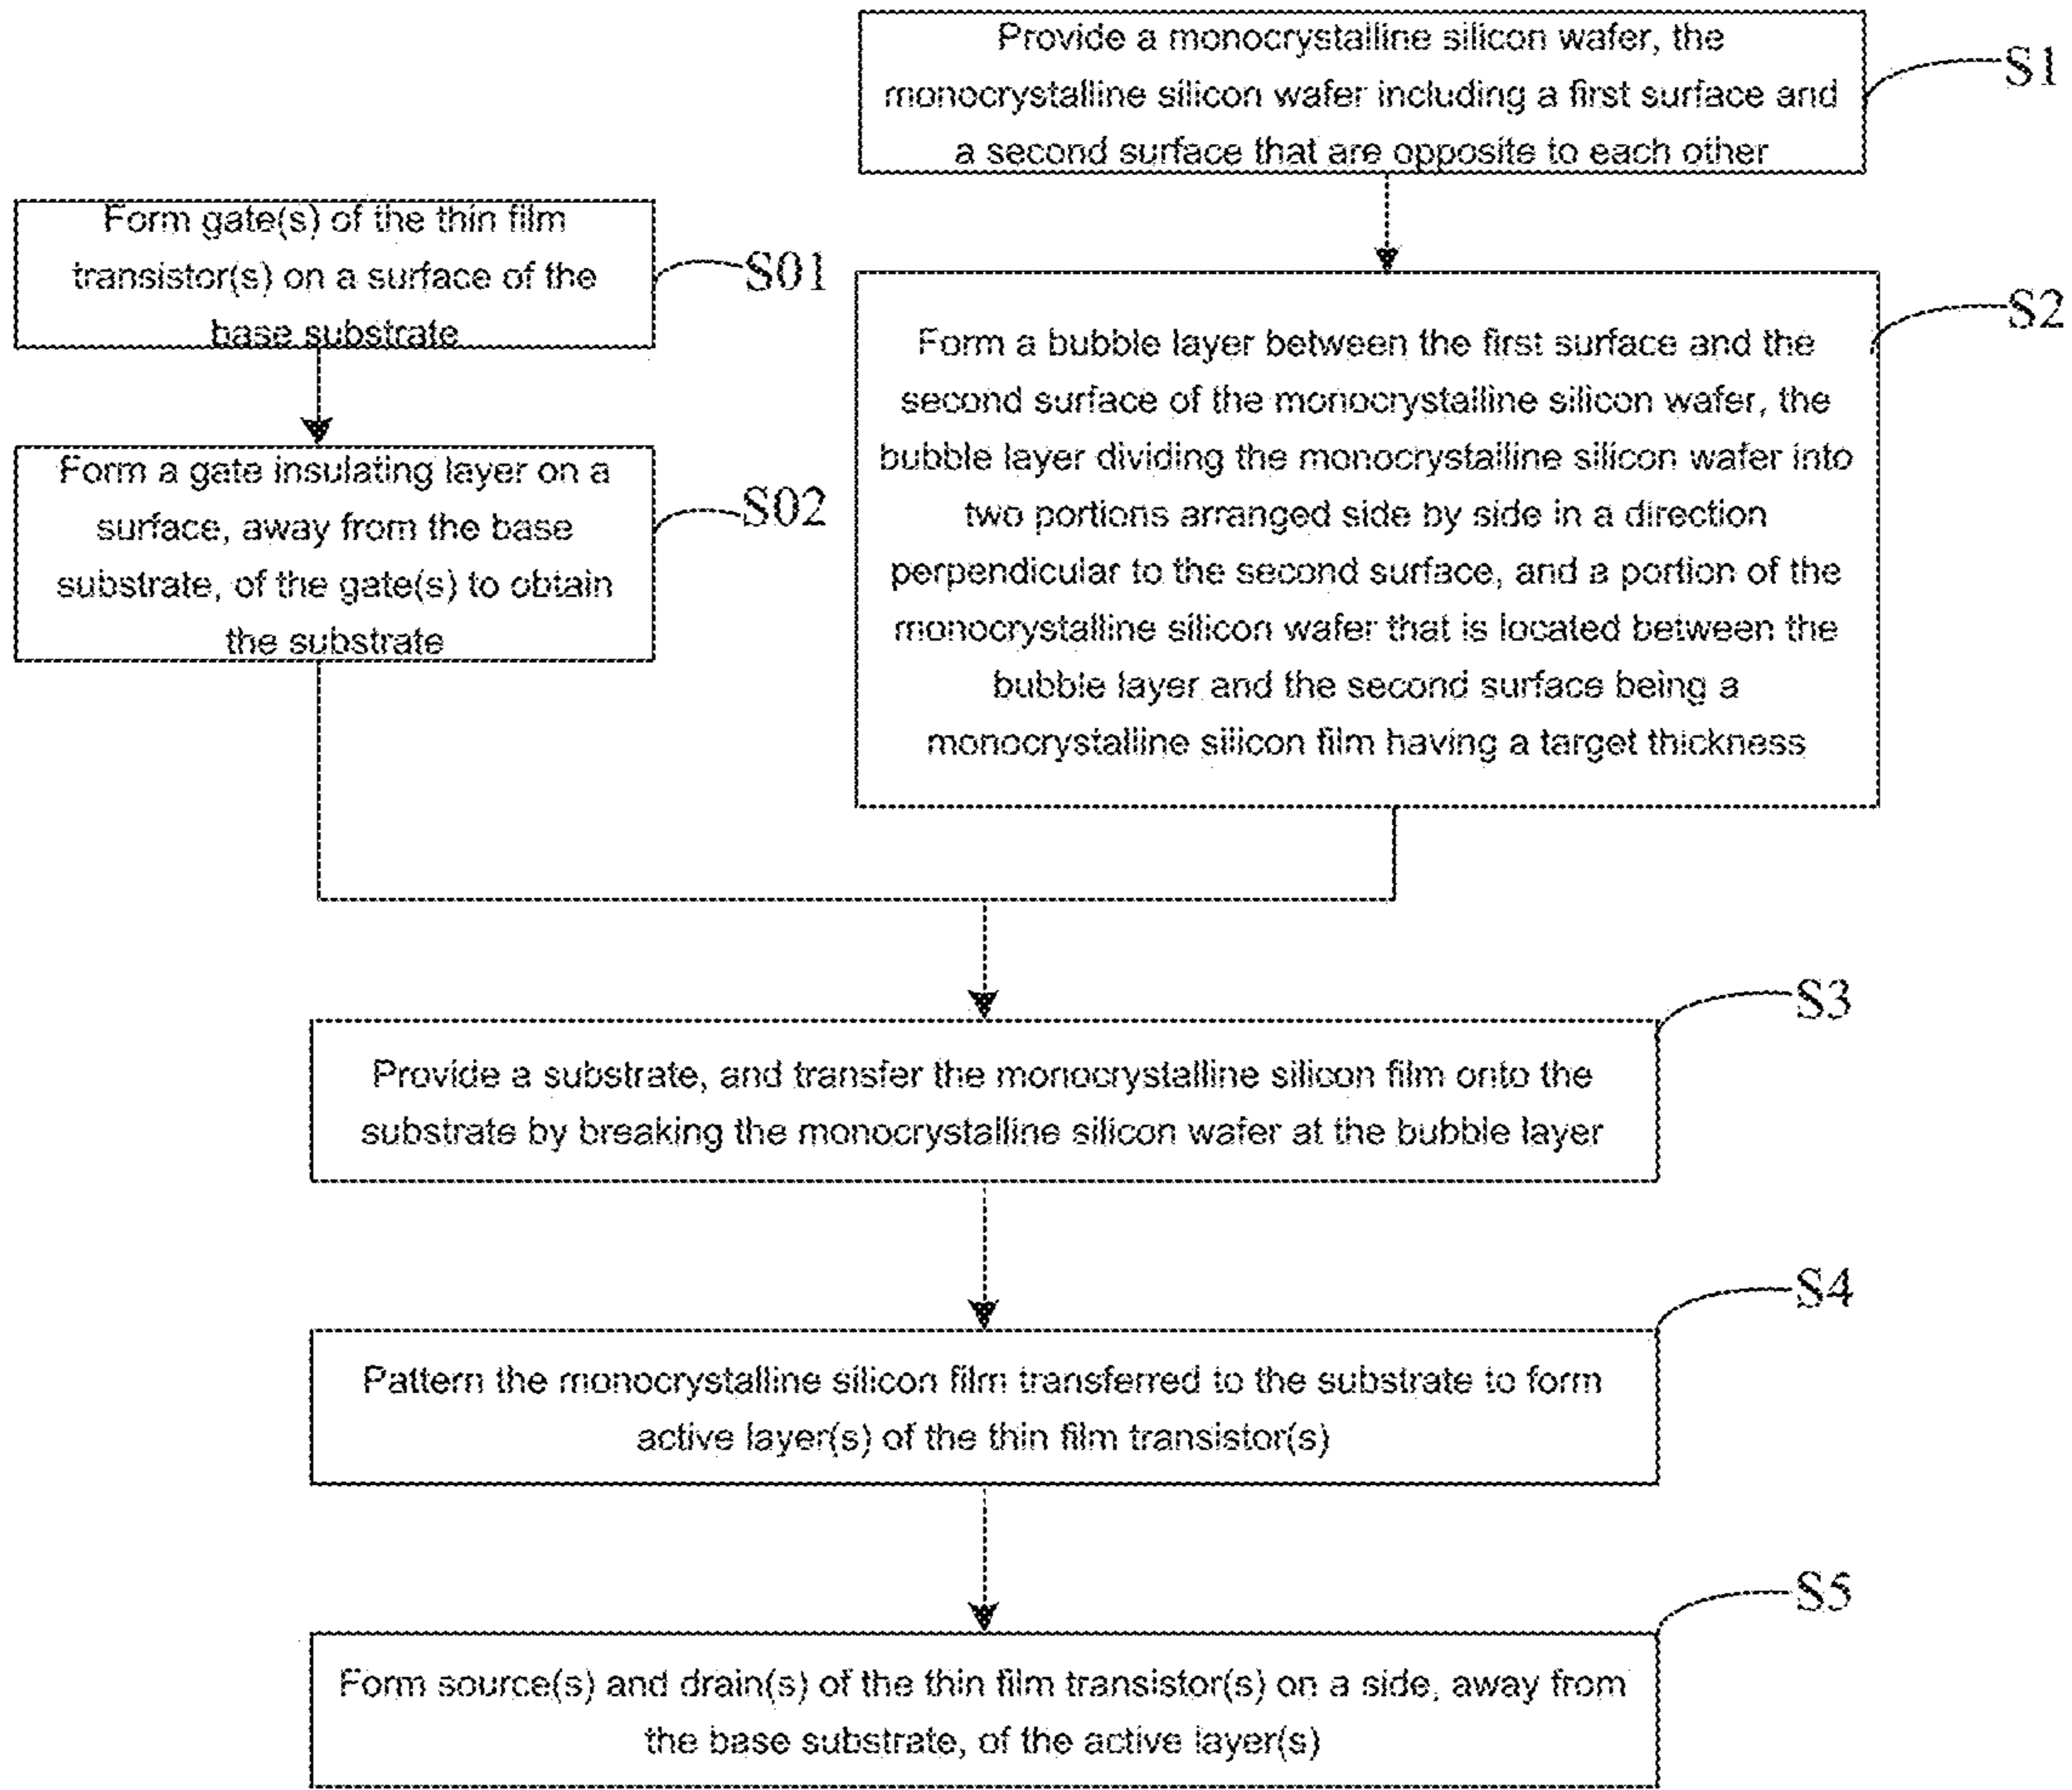 Provide a monocrystalline silicon wafer, the
monocrystalline silicon wafer including a first surface and
a second surface that are opposite to each other
S1
Form gate(s) of the thin film
transistor(s) on a surface of the
base substrate
S01
Form a gate insulating layer on a
surface, away from the base
substrate, of the gate(s) to obtain
the substrate
S02
Form a bubble layer between the first surface and the
second surface of the monocrystalline silicon wafer, the
bubble layer dividing the monocrystalline silicon wafer into
two portions arranged side by side in a direction
perpendicular to the second surface, and a portion of the
monocrystalline silicon wafer that is located between the
bubble layer and the second surface being a
monocrystalline silicon film having a target thickness
S2
Provide a substrate, and transfer the monocrystalline silicon film onto the
substrate by breaking the monocrystalline silicon wafer at the bubble layer
S3
Pattern the monocrystalline silicon film transferred to the substrate to form
active layer(s) of the thin film transistor(s)
S4
Form source(s) and drain(s) of the thin film transistor(s) on a side, away from
the base substrate, of the active layer(s)
S5